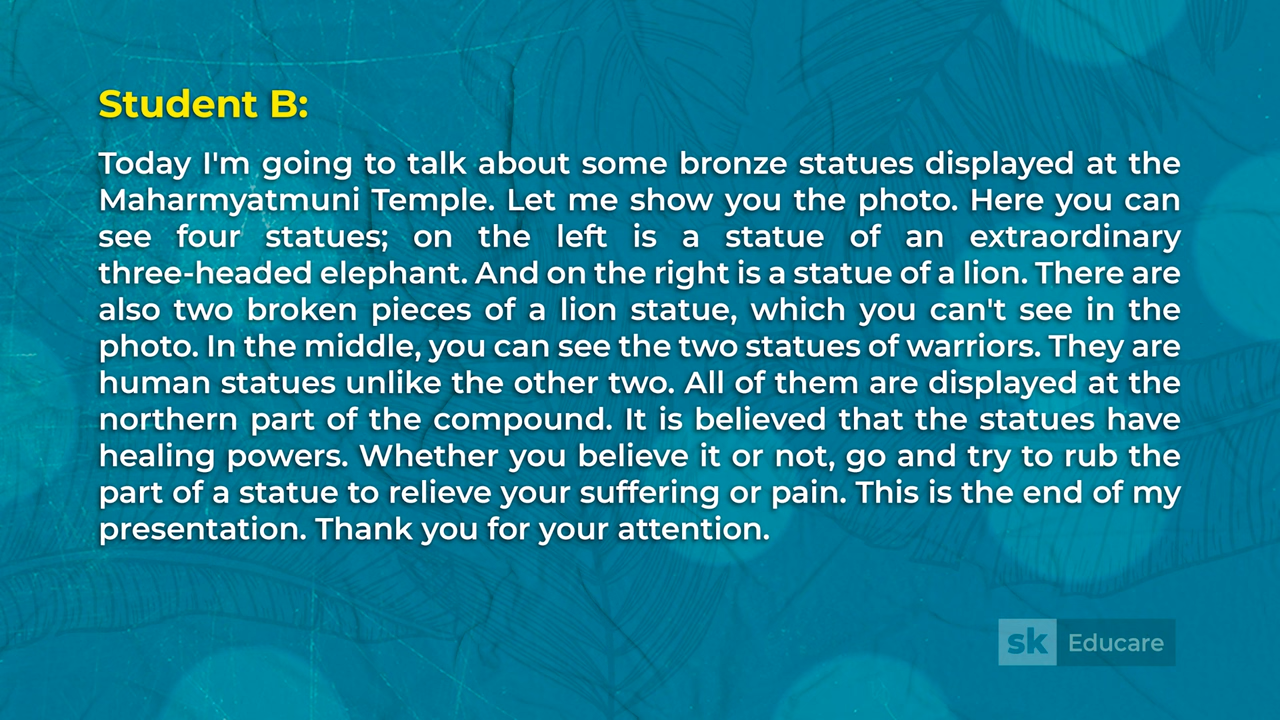 Student B:
Today I'm going to talk about some bronze statues displayed at the
Maharmyatmuni Temple. Let me show you the photo. Here you can
see four statues; on the left is a statue of an extraordinary
three-headed elephant. And on the right is a statue of a lion. There are
also two broken pieces of a lion statue, which you can't see in the
photo. In the middle, you can see the two statues of warriors. They are
human statues unlike the other two. All of them are displayed at the
northern part of the compound. It is believed that the statues have
healing powers. Whether you believe it or not, go and try to rub the
part of a statue to relieve your suffering or pain. This is the end of my
presentation. Thank you for your attention.
sk Educare